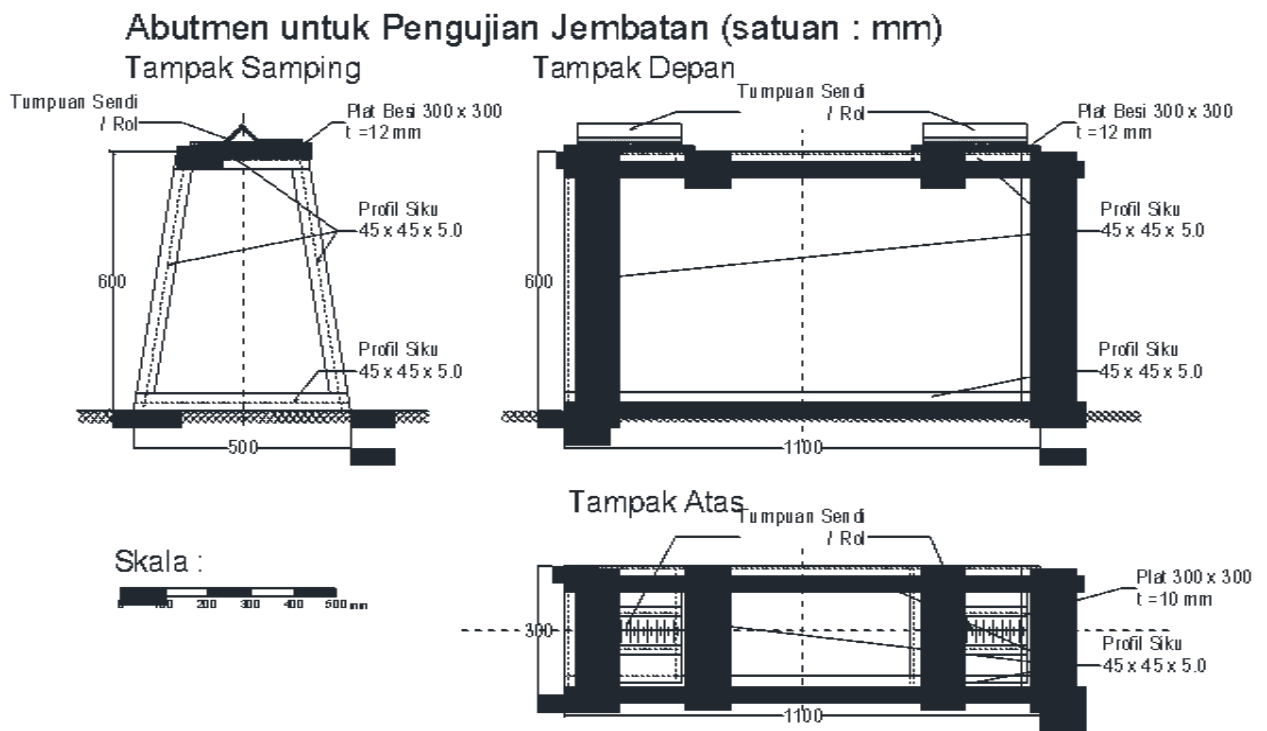 Abutmen untuk Pengujian Jembatan (satuan : mm)
Tampak Samping
Tumpuan Sendi
/ Rol
Plat Besi 300 x 300
t =12 mm
Profil Siku
45 x 45 x 5.0
600
Profil Siku
45 x 45 x 5.0
500
Tampak Depan
Tumpuan Sendi
/ Rol
Plat Besi 300 x 300
t =12 mm
Profil Siku
45 x 45 x 5.0
600
Profil Siku
45 x 45 x 5.0
1100
Tampak Atas
Tumpuan Sendi
/ Rol
Plat 300 x 300
t =10 mm
300
Profil Siku
45 x 45 x 5.0
1100
Skala :
200 300 400 500 mm